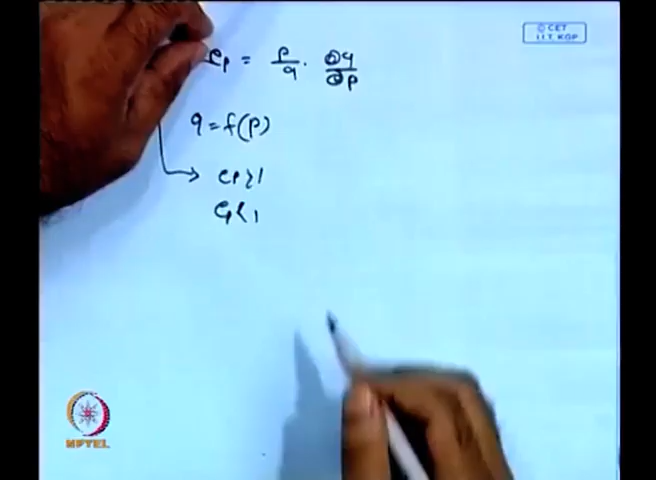 © CET
I.I.T. KGP
ep = p/q . ∂q/∂p
q = f(p)
ep > 1
ep < 1
NPTEL